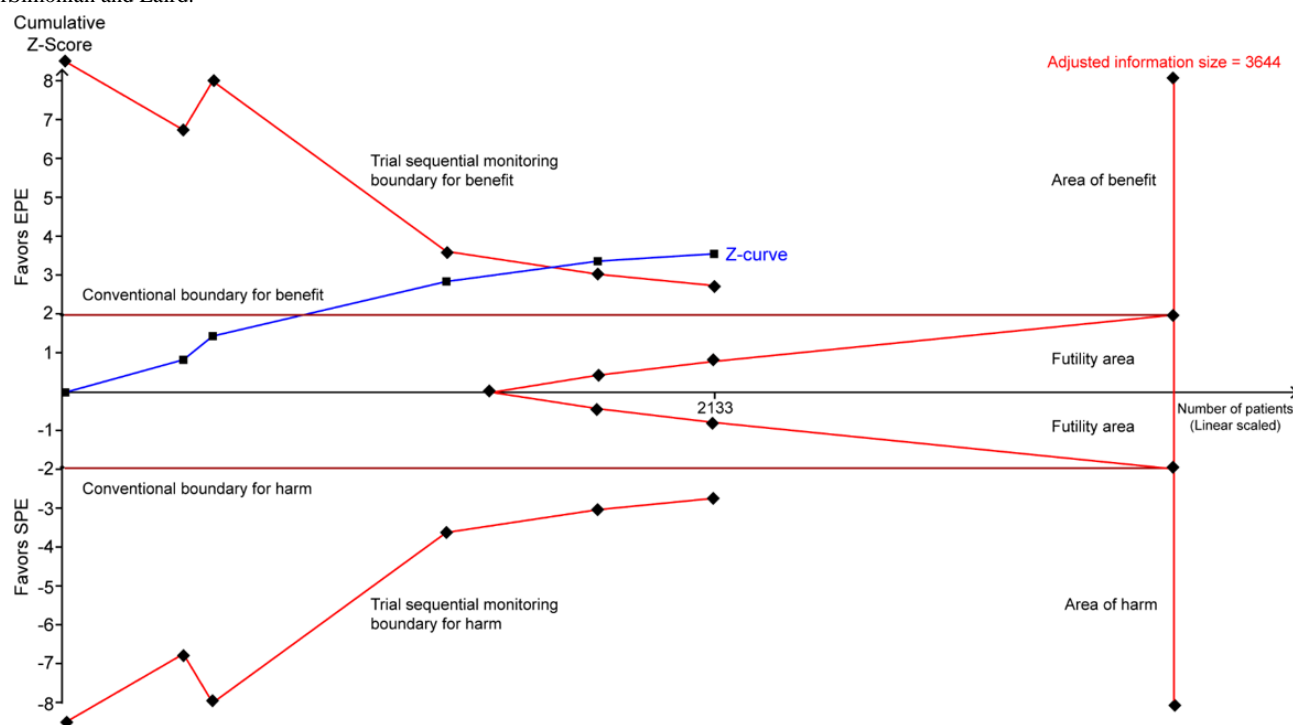 Cumulative
Z-Score
Adjusted information size = 3644
8
7
6
5
4
3
2
1
-1
-2
-3
-4
-5
-6
-7
-8
Favors EPE
Favors SPE
Trial sequential monitoring
boundary for benefit
Area of benefit
Z-curve
Conventional boundary for benefit
Futility area
2133
Number of patients
(Linear scaled)
Futility area
Conventional boundary for harm
Trial sequential monitoring
boundary for harm
Area of harm